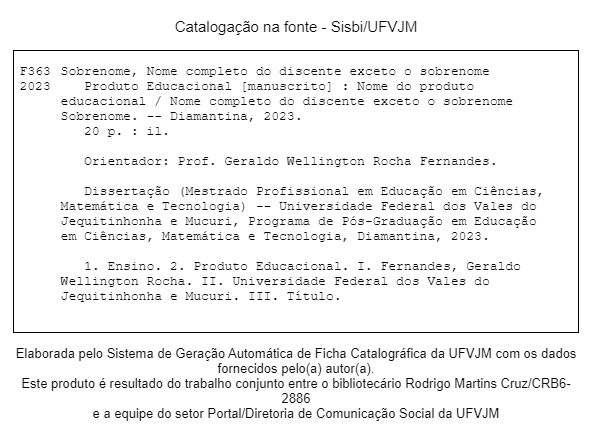 Catalogação na fonte - Sisbi/UFVJM
F363 Sobrenome, Nome completo do discente exceto o sobrenome
2023 Produto Educacional [manuscrito] : Nome do produto
educacional / Nome completo do discente exceto o sobrenome
Sobrenome. -- Diamantina, 2023.
20 p. : il.
Orientador: Prof. Geraldo Wellington Rocha Fernandes.
Dissertação (Mestrado Profissional em Educação em Ciências,
Matemática e Tecnologia) -- Universidade Federal dos Vales do
Jequitinhonha e Mucuri, Programa de Pós-Graduação em Educação
em Ciências, Matemática e Tecnologia, Diamantina, 2023.
1. Ensino. 2. Produto Educacional. I. Fernandes, Geraldo
Wellington Rocha. II. Universidade Federal dos Vales do
Jequitinhonha e Mucuri. III. Título.
Elaborada pelo Sistema de Geração Automática de Ficha Catalográfica da UFVJM com os dados
fornecidos pelo(a) autor(a).
Este produto é resultado do trabalho conjunto entre o bibliotecário Rodrigo Martins Cruz/CRB6-
2886
e a equipe do setor Portal/Diretoria de Comunicação Social da UFVJM